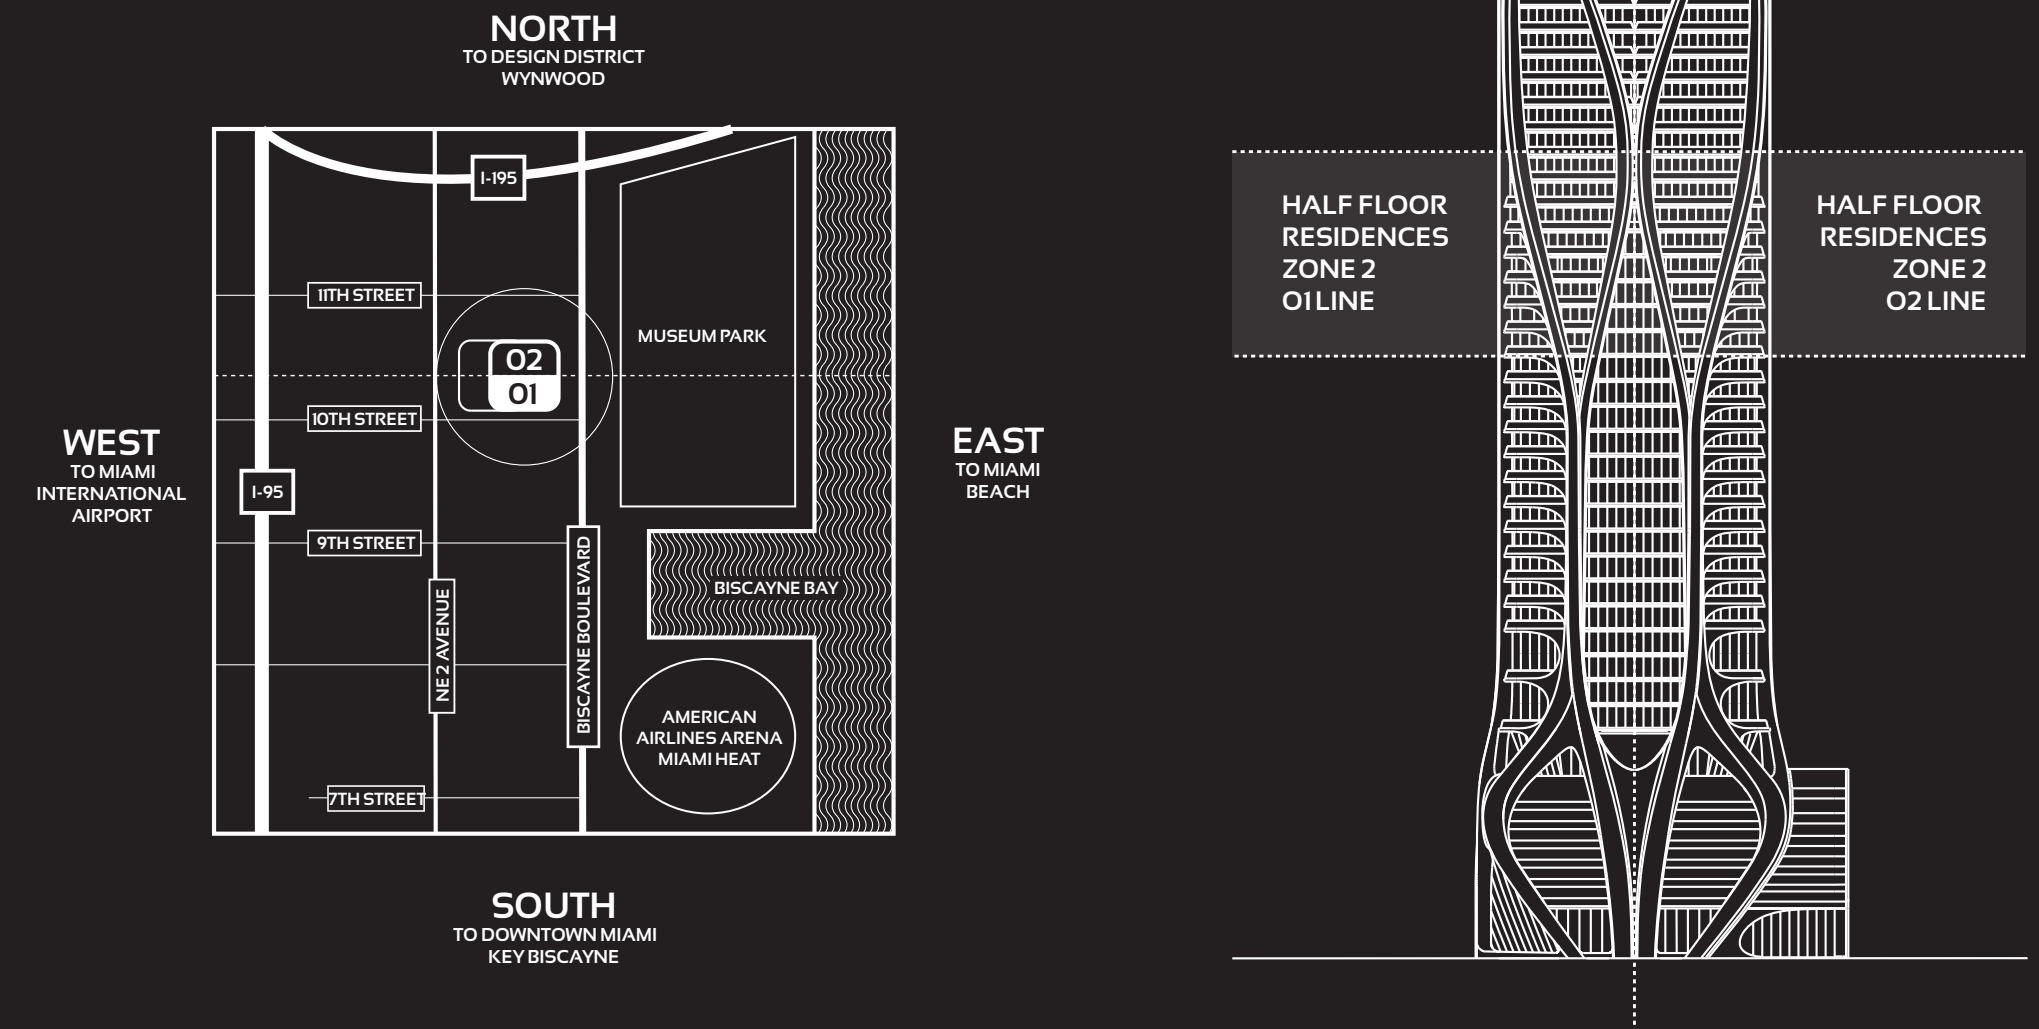 NORTH
TO DESIGN DISTRICT
WYNWOOD
I-195
11TH STREET
MUSEUM PARK
02
01
10TH STREET
WEST
TO MIAMI
INTERNATIONAL
AIRPORT
I-95
EAST
TO MIAMI
BEACH
9TH STREET
BISCAYNE BAY
NE 2 AVENUE
BISCAYNE BOULEVARD
AMERICAN
AIRLINES ARENA
MIAMI HEAT
7TH STREET
SOUTH
TO DOWNTOWN MIAMI
KEY BISCAYNE
HALF FLOOR
RESIDENCES
ZONE 2
01 LINE
HALF FLOOR
RESIDENCES
ZONE 2
02 LINE